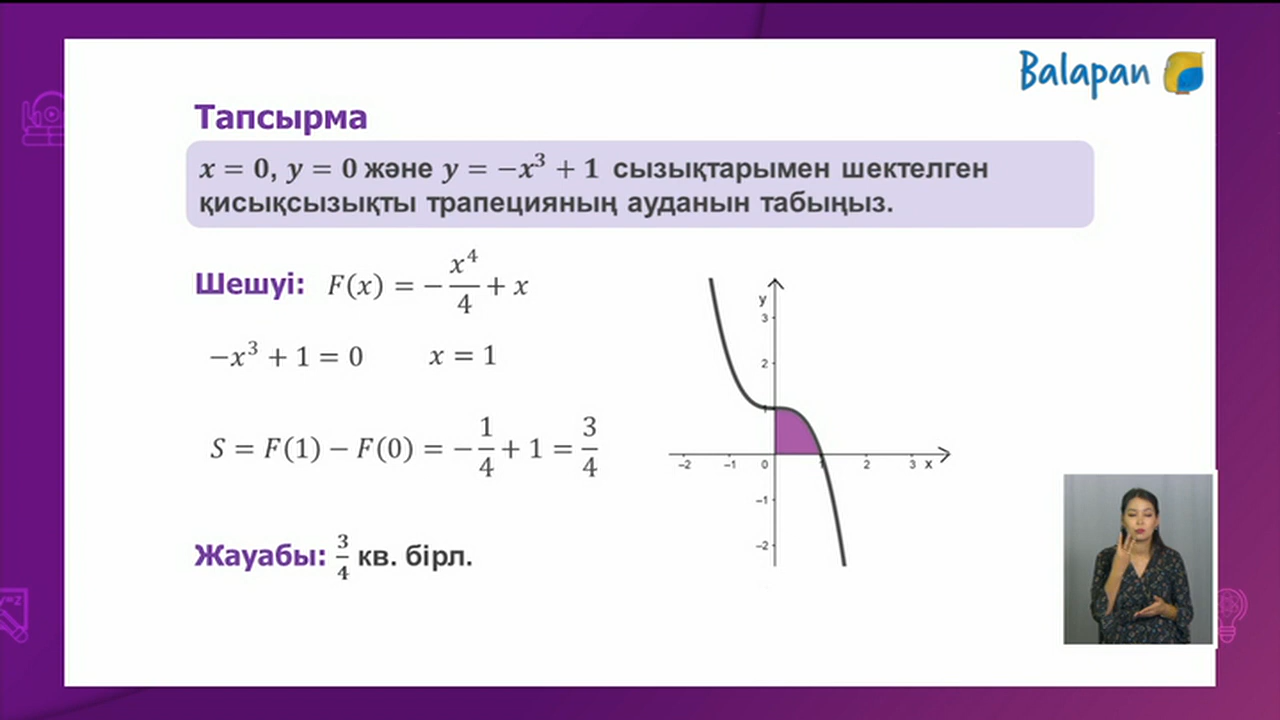 Balapan
Тапсырма
x = 0, y = 0 және y = −x³ + 1 сызықтарымен шектелген
қисықсызықты трапецияның ауданын табыңыз.
Шешуі: F(x) = −x⁴/4 + x
−x³ + 1 = 0 x = 1
S = F(1) − F(0) = −1/4 + 1 = 3/4
Жауабы: 3/4 кв. бірл.
y
3
2
1
−2 −1 0 1 2 3 x
−1
−2